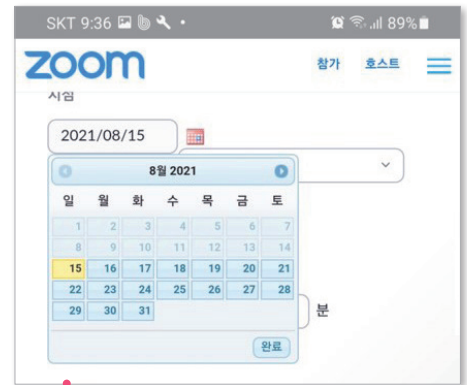 SKT 9:36
89%
zoom
참가 호스트
시점
2021/08/15
8월 2021
일 월 화 수 목 금 토
1 2 3 4 5 6 7
8 9 10 11 12 13 14
15 16 17 18 19 20 21
22 23 24 25 26 27 28
29 30 31
분
완료